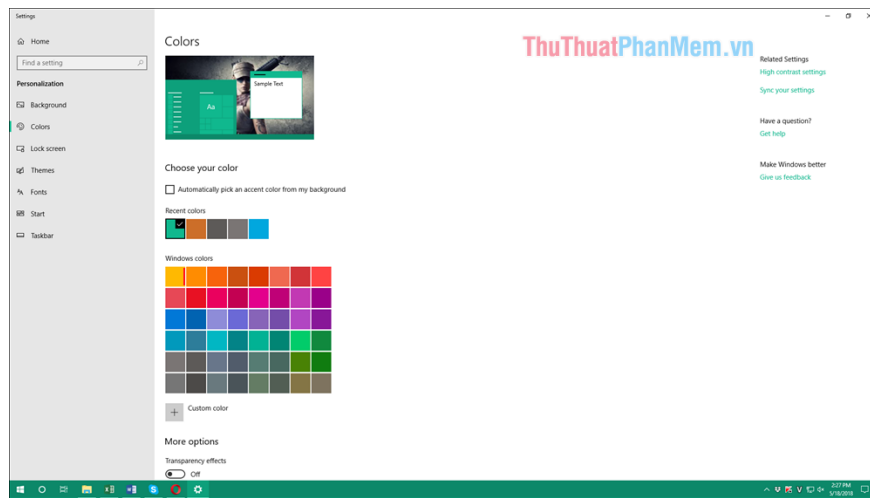 Settings
Home
Find a setting
Personalization
Background
Colors
Lock screen
Themes
Fonts
Start
Taskbar
Colors
Sample Text
Aa
Choose your color
Automatically pick an accent color from my background
Recent colors
Windows colors
Custom color
More options
Transparency effects
Off
ThuThuatPhanMem.vn
Related Settings
High contrast settings
Sync your settings
Have a question?
Get help
Make Windows better
Give us feedback
2:27 PM
5/18/2018